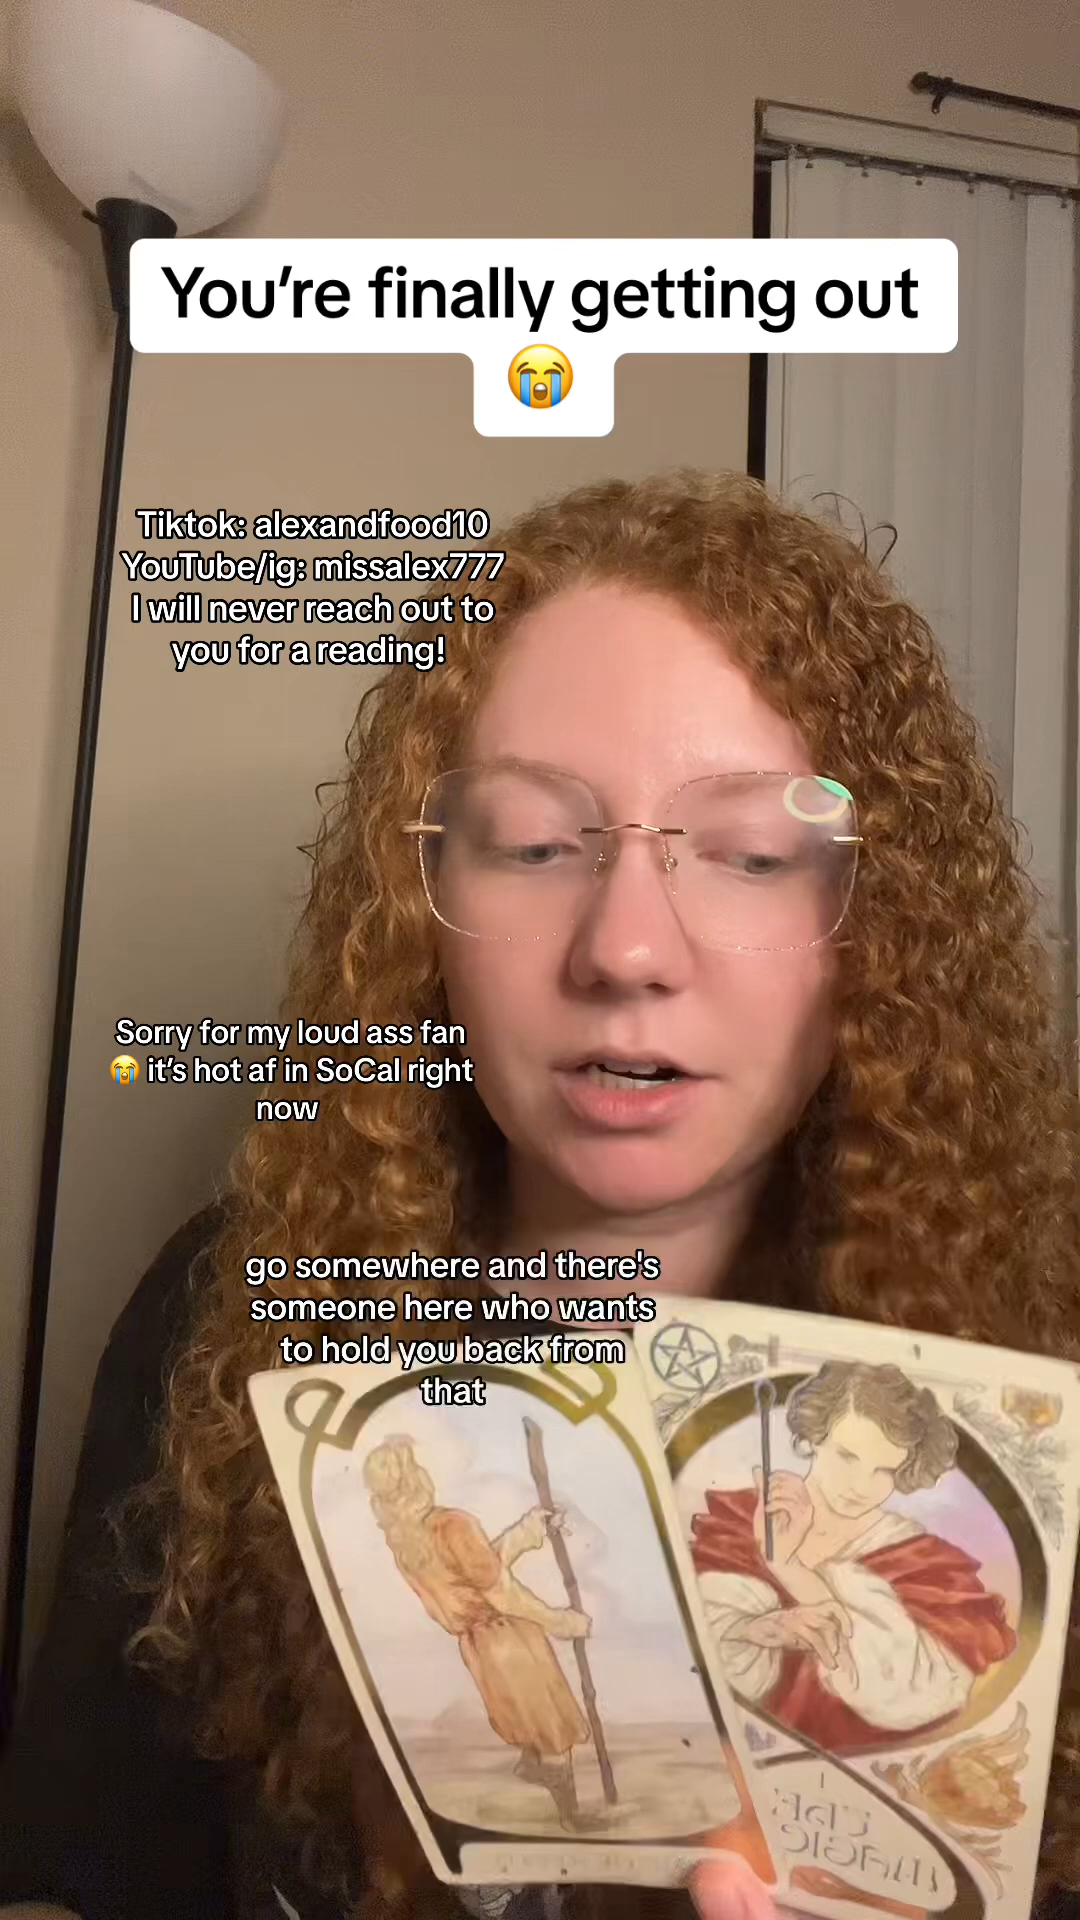 You're finally getting out
😭
Tiktok: alexandfood10
YouTube/ig: missalex777
I will never reach out to
you for a reading!
Sorry for my loud ass fan
😭 it's hot af in SoCal right
now
go somewhere and there's
someone here who wants
to hold you back from
that
I
THE
MAGIC